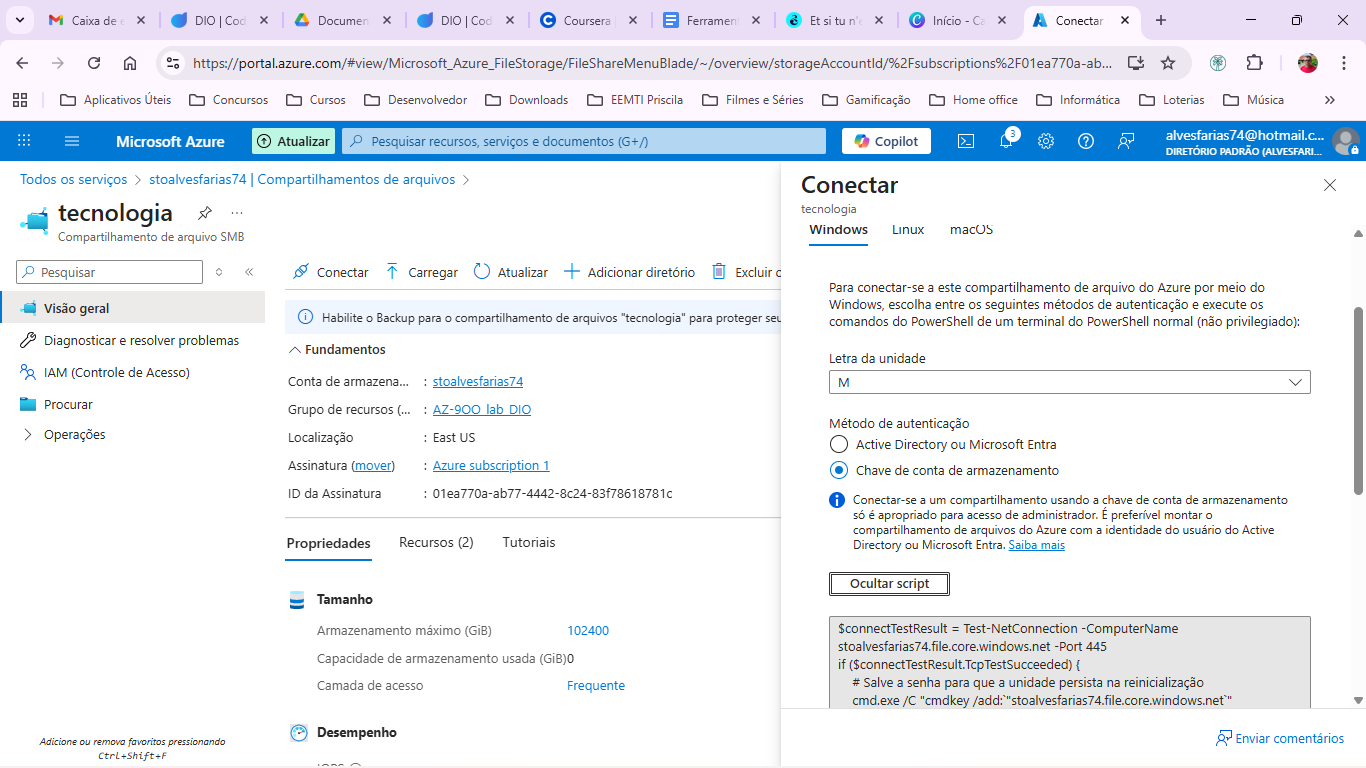 Caixa de e
DIO | Cod
Documen
DIO | Cod
Coursera
Ferrament
Et si tu n'e
Início - Ca
Conectar
https://portal.azure.com/#view/Microsoft_Azure_FileStorage/FileShareMenuBlade/~/overview/storageAccountId/%2Fsubscriptions%2F01ea770a-ab...
Aplicativos Úteis
Concursos
Cursos
Desenvolvedor
Downloads
EEMTI Priscila
Filmes e Séries
Gamificação
Home office
Informática
Loterias
Música
Microsoft Azure
Atualizar
Pesquisar recursos, serviços e documentos (G+/)
Copilot
3
alvesfarias74@hotmail.c...
DIRETÓRIO PADRÃO (ALVESFARI...
Todos os serviços > stoalvesfarias74 | Compartilhamentos de arquivos >
tecnologia
Compartilhamento de arquivo SMB
Pesquisar
Visão geral
Diagnosticar e resolver problemas
IAM (Controle de Acesso)
Procurar
Operações
Adicione ou remova favoritos pressionando
Ctrl+Shift+F
Conectar
Carregar
Atualizar
Adicionar diretório
Excluir o
Habilite o Backup para o compartilhamento de arquivos "tecnologia" para proteger seu
Fundamentos
Conta de armazena... : stoalvesfarias74
Grupo de recursos (... : AZ-9OO_lab_DIO
Localização : East US
Assinatura (mover) : Azure subscription 1
ID da Assinatura : 01ea770a-ab77-4442-8c24-83f78618781c
Propriedades
Recursos (2)
Tutoriais
Tamanho
Armazenamento máximo (GiB) 102400
Capacidade de armazenamento usada (GiB) 0
Camada de acesso Frequente
Desempenho
IOPS
Conectar
tecnologia
Windows
Linux
macOS
Para conectar-se a este compartilhamento de arquivo do Azure por meio do
Windows, escolha entre os seguintes métodos de autenticação e execute os
comandos do PowerShell de um terminal do PowerShell normal (não privilegiado):
Letra da unidade
M
Método de autenticação
Active Directory ou Microsoft Entra
Chave de conta de armazenamento
Conectar-se a um compartilhamento usando a chave de conta de armazenamento
só é apropriado para acesso de administrador. É preferível montar o
compartilhamento de arquivos do Azure com a identidade do usuário do Active
Directory ou Microsoft Entra. Saiba mais
Ocultar script
$connectTestResult = Test-NetConnection -ComputerName
stoalvesfarias74.file.core.windows.net -Port 445
if ($connectTestResult.TcpTestSucceeded) {
# Salve a senha para que a unidade persista na reinicialização
cmd.exe /C "cmdkey /add:`"stoalvesfarias74.file.core.windows.net`"
Enviar comentários